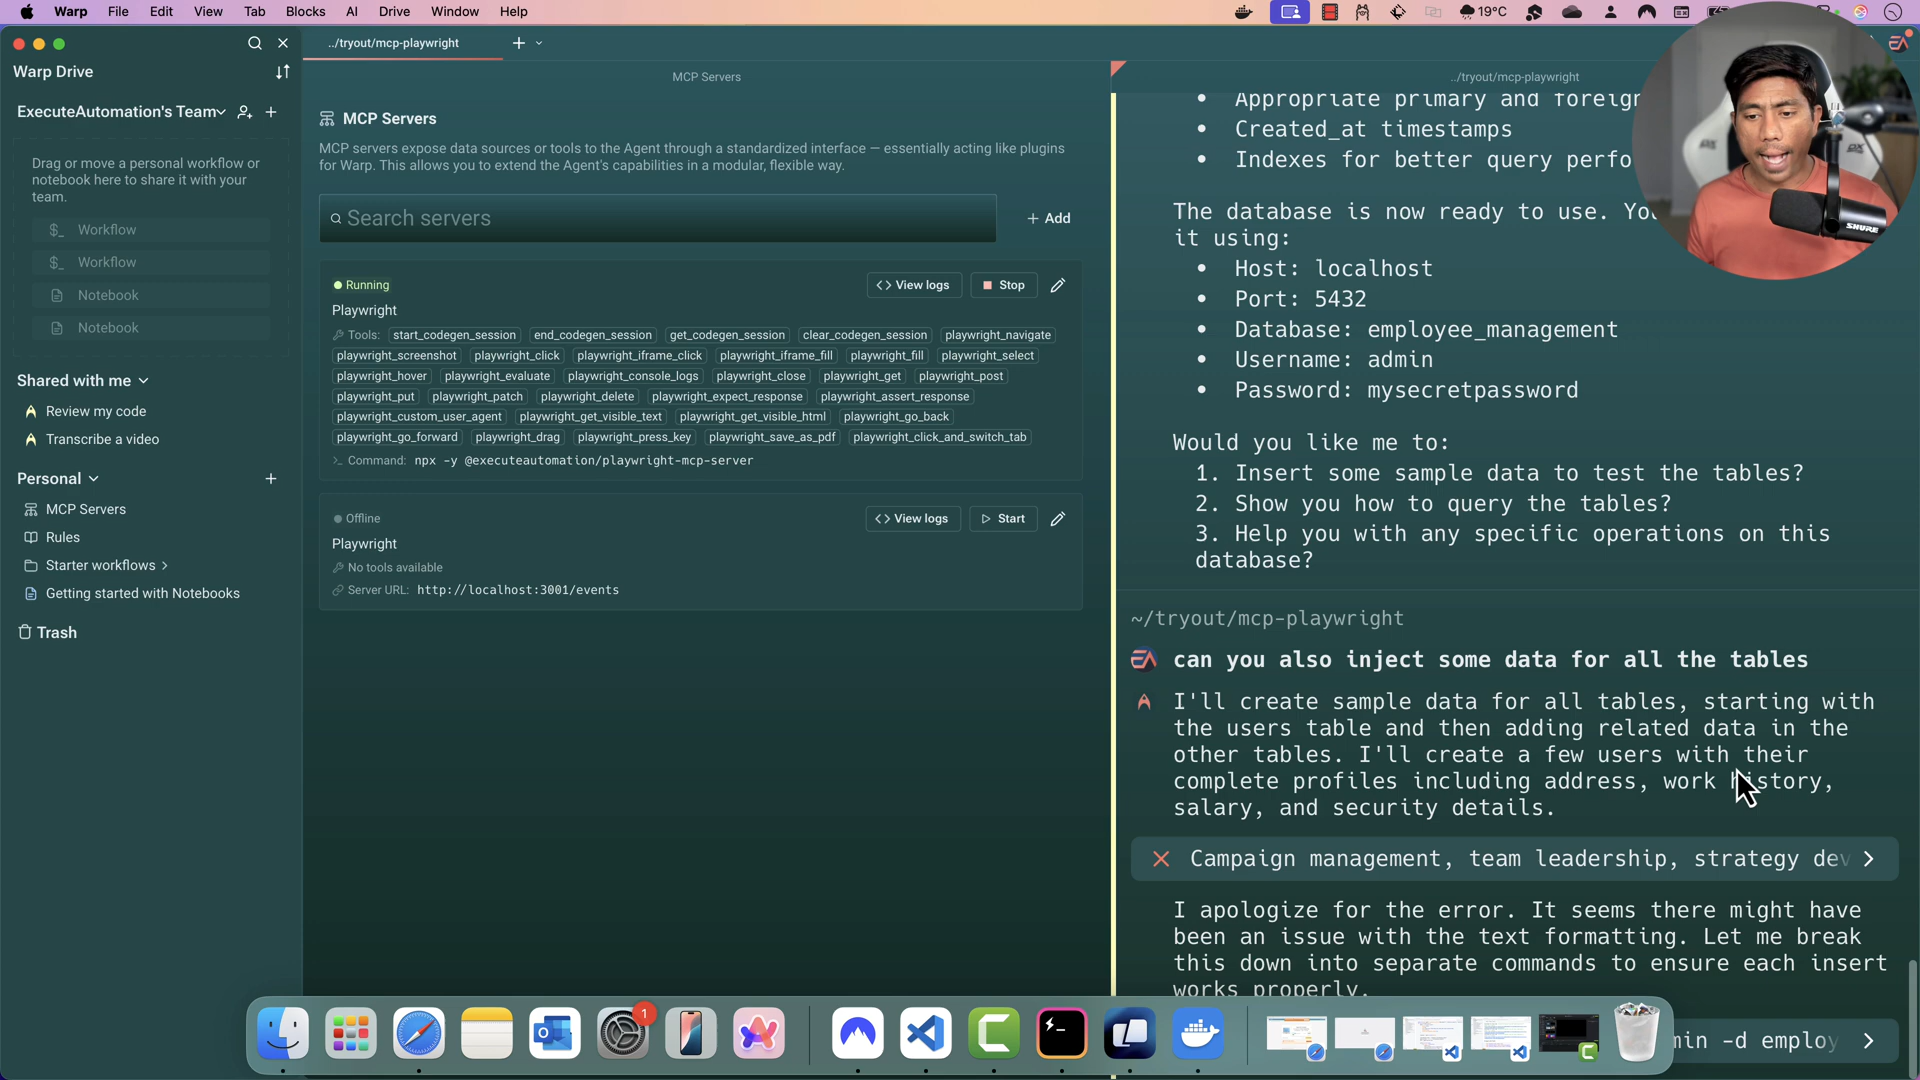 Warp File Edit View Tab Blocks AI Drive Window Help
19°C
Warp Drive
ExecuteAutomation's Team
Drag or move a personal workflow or
notebook here to share it with your
team.
Workflow
Workflow
Notebook
Notebook
Shared with me
Review my code
Transcribe a video
Personal
MCP Servers
Rules
Starter workflows
Getting started with Notebooks
Trash
../tryout/mcp-playwright
MCP Servers
MCP Servers
MCP servers expose data sources or tools to the Agent through a standardized interface — essentially acting like plugins
for Warp. This allows you to extend the Agent's capabilities in a modular, flexible way.
Search servers
+ Add
Running
View logs
Stop
Playwright
Tools: start_codegen_session end_codegen_session get_codegen_session clear_codegen_session playwright_navigate
playwright_screenshot playwright_click playwright_iframe_click playwright_iframe_fill playwright_fill playwright_select
playwright_hover playwright_evaluate playwright_console_logs playwright_close playwright_get playwright_post
playwright_put playwright_patch playwright_delete playwright_expect_response playwright_assert_response
playwright_custom_user_agent playwright_get_visible_text playwright_get_visible_html playwright_go_back
playwright_go_forward playwright_drag playwright_press_key playwright_save_as_pdf playwright_click_and_switch_tab
Command: npx -y @executeautomation/playwright-mcp-server
Offline
View logs
Start
Playwright
No tools available
Server URL: http://localhost:3001/events
../tryout/mcp-playwright
• Appropriate primary and foreign
• Created_at timestamps
• Indexes for better query perfo
The database is now ready to use. Yo
it using:
• Host: localhost
• Port: 5432
• Database: employee_management
• Username: admin
• Password: mysecretpassword
Would you like me to:
1. Insert some sample data to test the tables?
2. Show you how to query the tables?
3. Help you with any specific operations on this
database?
~/tryout/mcp-playwright
EA can you also inject some data for all the tables
I'll create sample data for all tables, starting with
the users table and then adding related data in the
other tables. I'll create a few users with their
complete profiles including address, work history,
salary, and security details.
Campaign management, team leadership, strategy dev
I apologize for the error. It seems there might have
been an issue with the text formatting. Let me break
this down into separate commands to ensure each insert
works properly.
min -d employ
1
SHURE